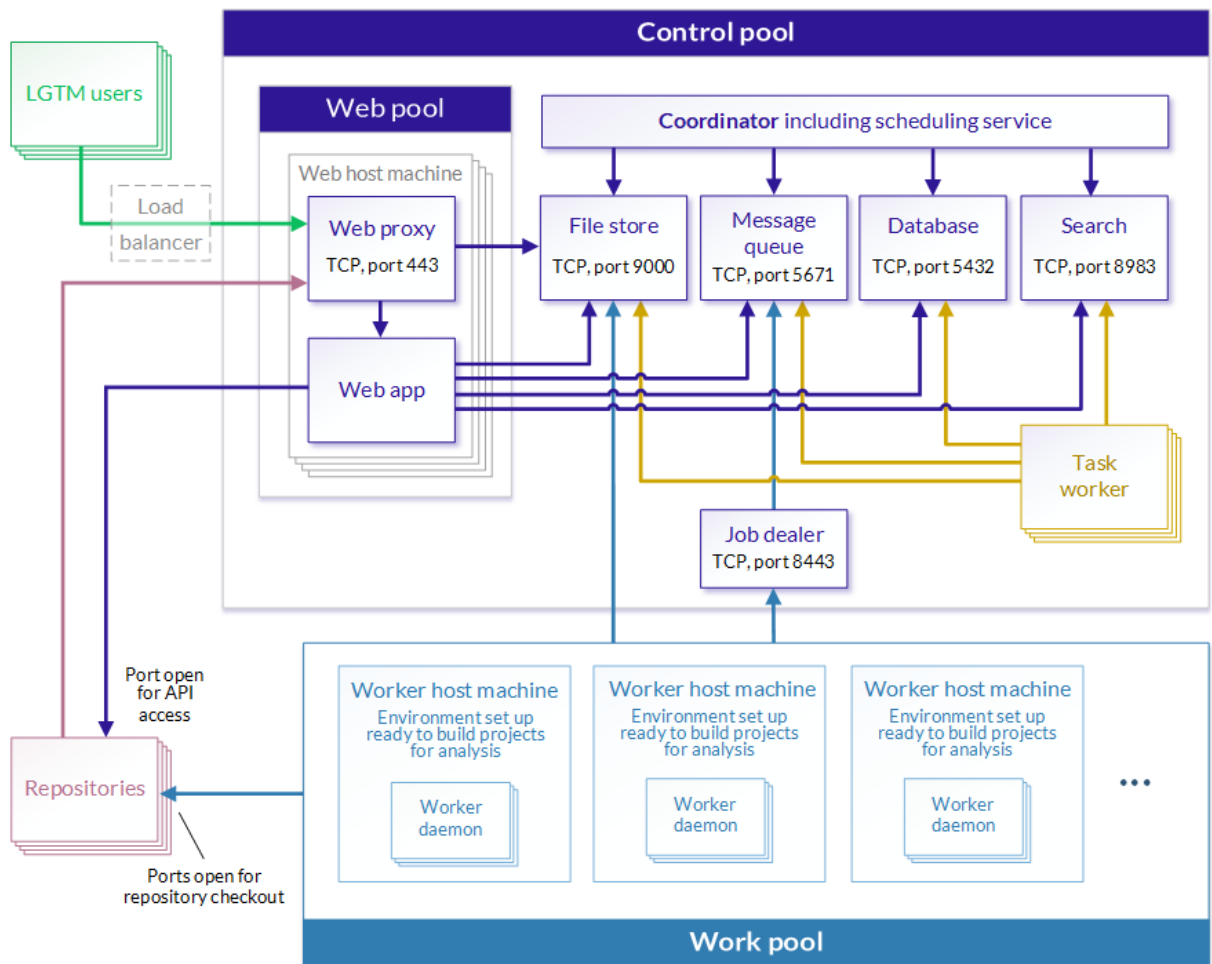 Control pool
LGTM users
Web pool
Coordinator including scheduling service
Web host machine
Load
balancer
Web proxy
TCP, port 443
File store
TCP, port 9000
Message
queue
TCP, port 5671
Database
TCP, port 5432
Search
TCP, port 8983
Web app
Task
worker
Job dealer
TCP, port 8443
Port open
for API
access
Repositories
Ports open for
repository checkout
Worker host machine
Environment set up
ready to build projects
for analysis
Worker
daemon
Worker host machine
Environment set up
ready to build projects
for analysis
Worker
daemon
Worker host machine
Environment set up
ready to build projects
for analysis
Worker
daemon
...
Work pool